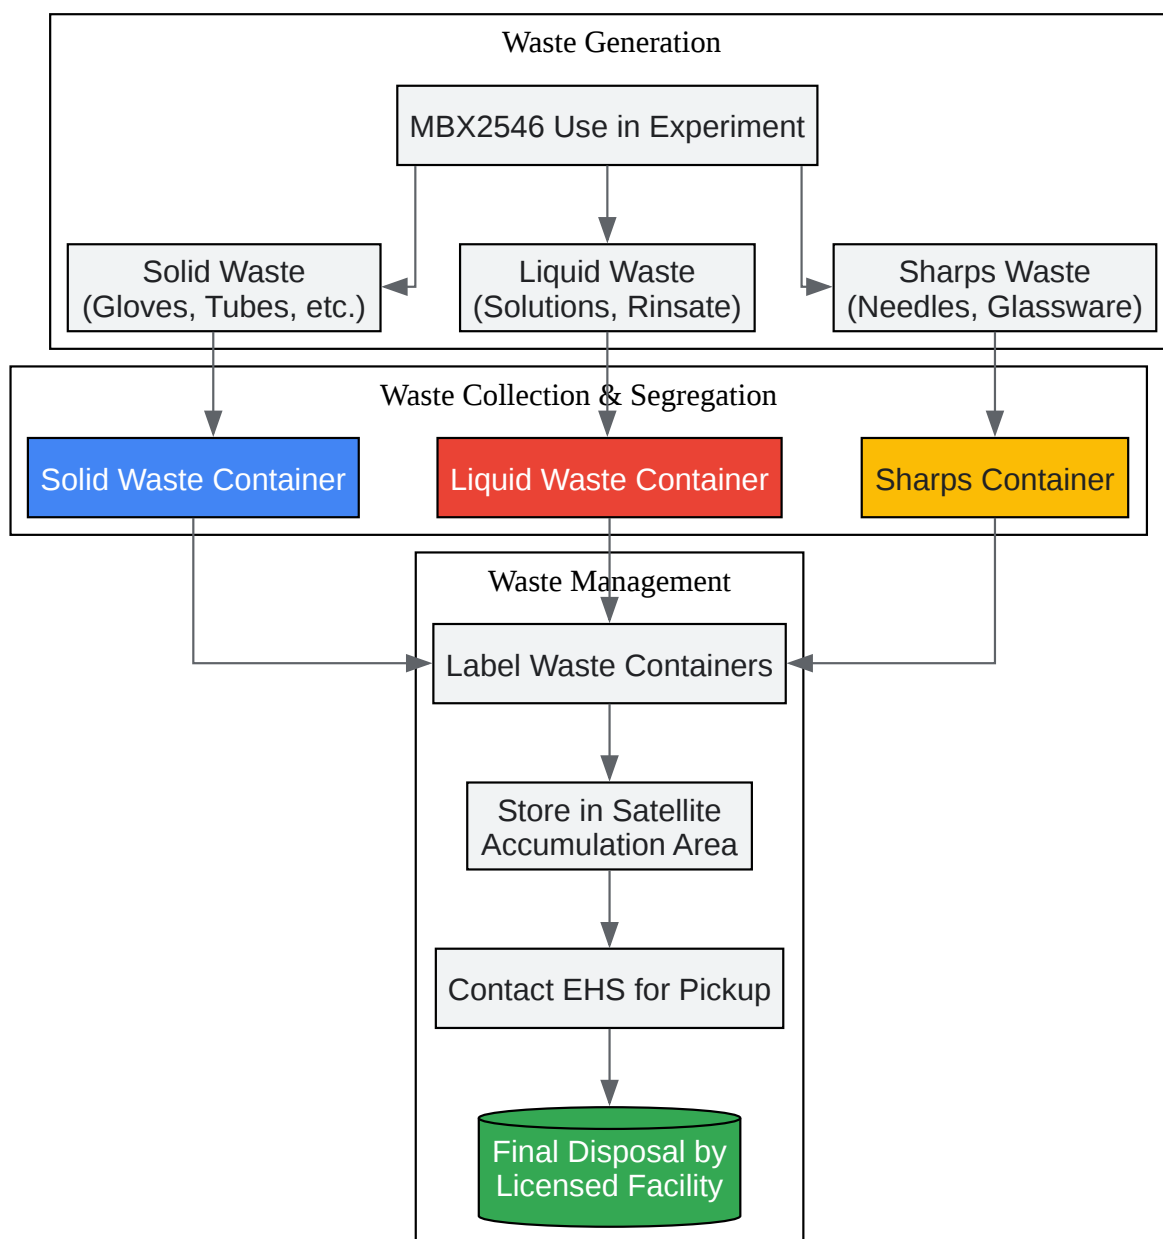 Waste Generation
MBX2546 Use in Experiment
Solid Waste
(Gloves, Tubes, etc.)
Liquid Waste
(Solutions, Rinsate)
Sharps Waste
(Needles, Glassware)
Waste Collection & Segregation
Solid Waste Container
Liquid Waste Container
Sharps Container
Waste Management
Label Waste Containers
Store in Satellite
Accumulation Area
Contact EHS for Pickup
Final Disposal by
Licensed Facility